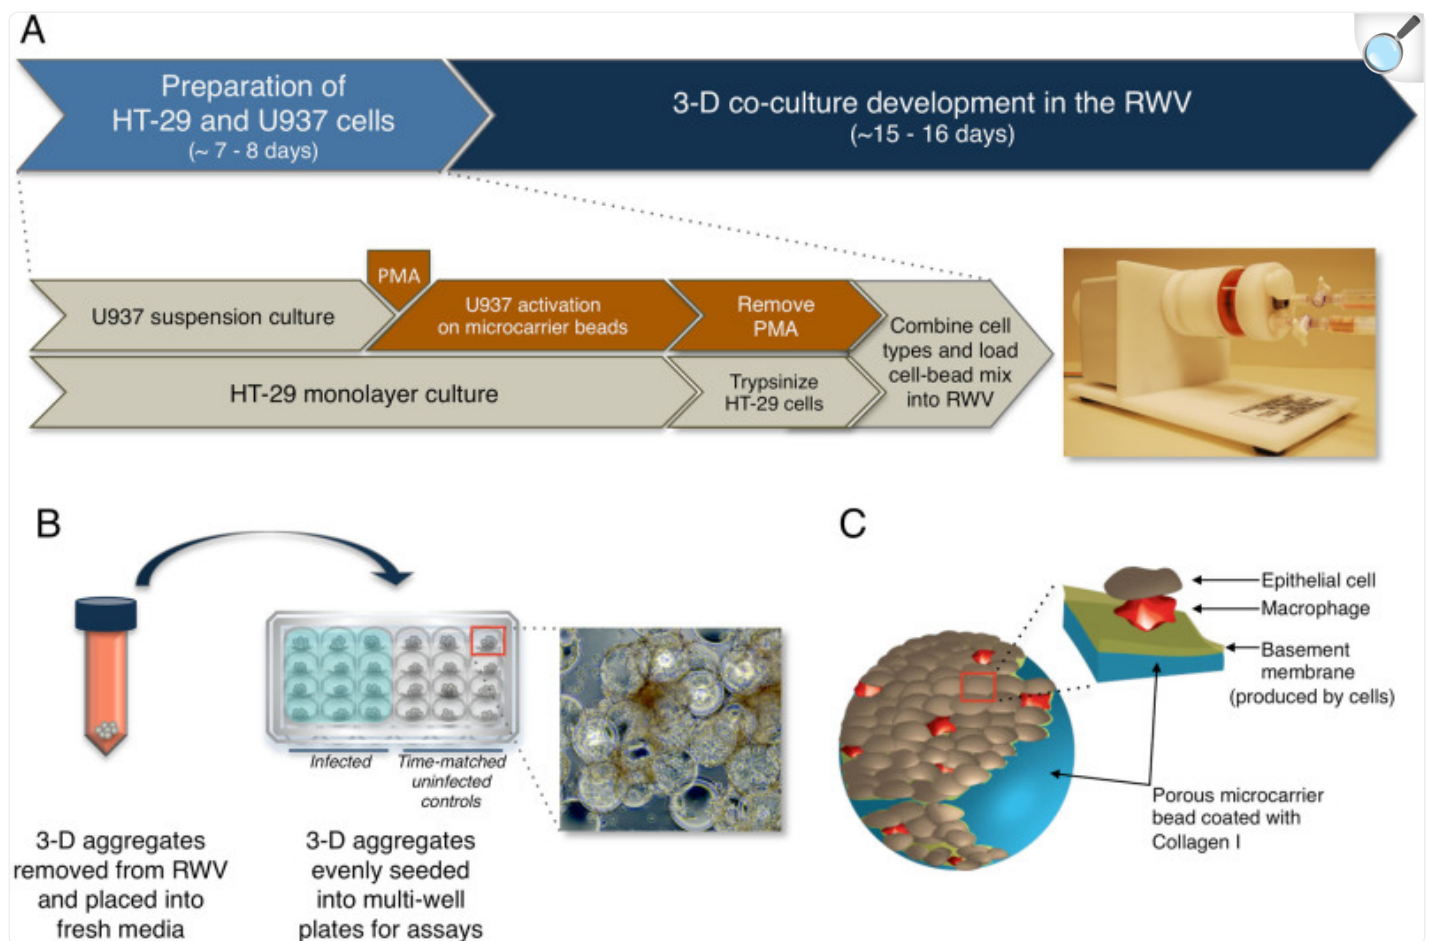 A
Preparation of
HT-29 and U937 cells
(~ 7 - 8 days)
3-D co-culture development in the RWV
(~15 - 16 days)
PMA
U937 suspension culture
U937 activation
on microcarrier beads
Remove
PMA
HT-29 monolayer culture
Trypsinize
HT-29 cells
Combine cell
types and load
cell-bead mix
into RWV
B
Infected
Time-matched
uninfected
controls
3-D aggregates
removed from RWV
and placed into
fresh media
3-D aggregates
evenly seeded
into multi-well
plates for assays
C
Epithelial cell
Macrophage
Basement
membrane
(produced by cells)
Porous microcarrier
bead coated with
Collagen I